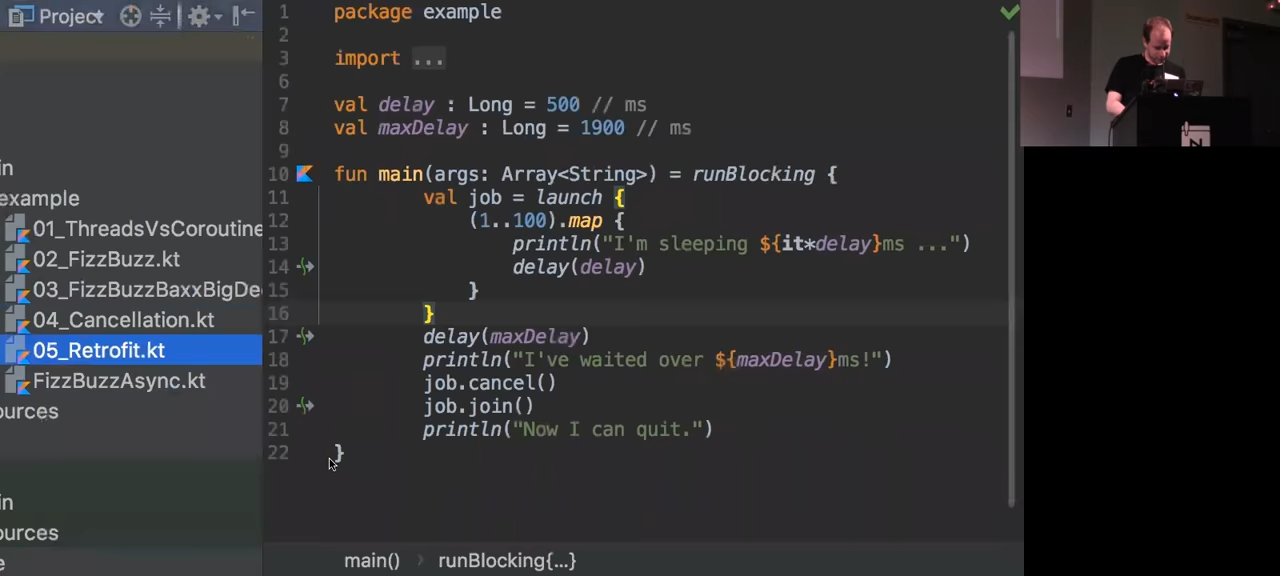 Project
in
example
01_ThreadsVsCoroutine
02_FizzBuzz.kt
03_FizzBuzzBaxxBigDe
04_Cancellation.kt
05_Retrofit.kt
FizzBuzzAsync.kt
ources
in
ources
e
1 package example
2
3 import ...
6
7 val delay : Long = 500 // ms
8 val maxDelay : Long = 1900 // ms
9
10 fun main(args: Array<String>) = runBlocking {
11 val job = launch {
12 (1..100).map {
13 println("I'm sleeping ${it*delay}ms ...")
14 delay(delay)
15 }
16 }
17 delay(maxDelay)
18 println("I've waited over ${maxDelay}ms!")
19 job.cancel()
20 job.join()
21 println("Now I can quit.")
22 }
main() › runBlocking{...}